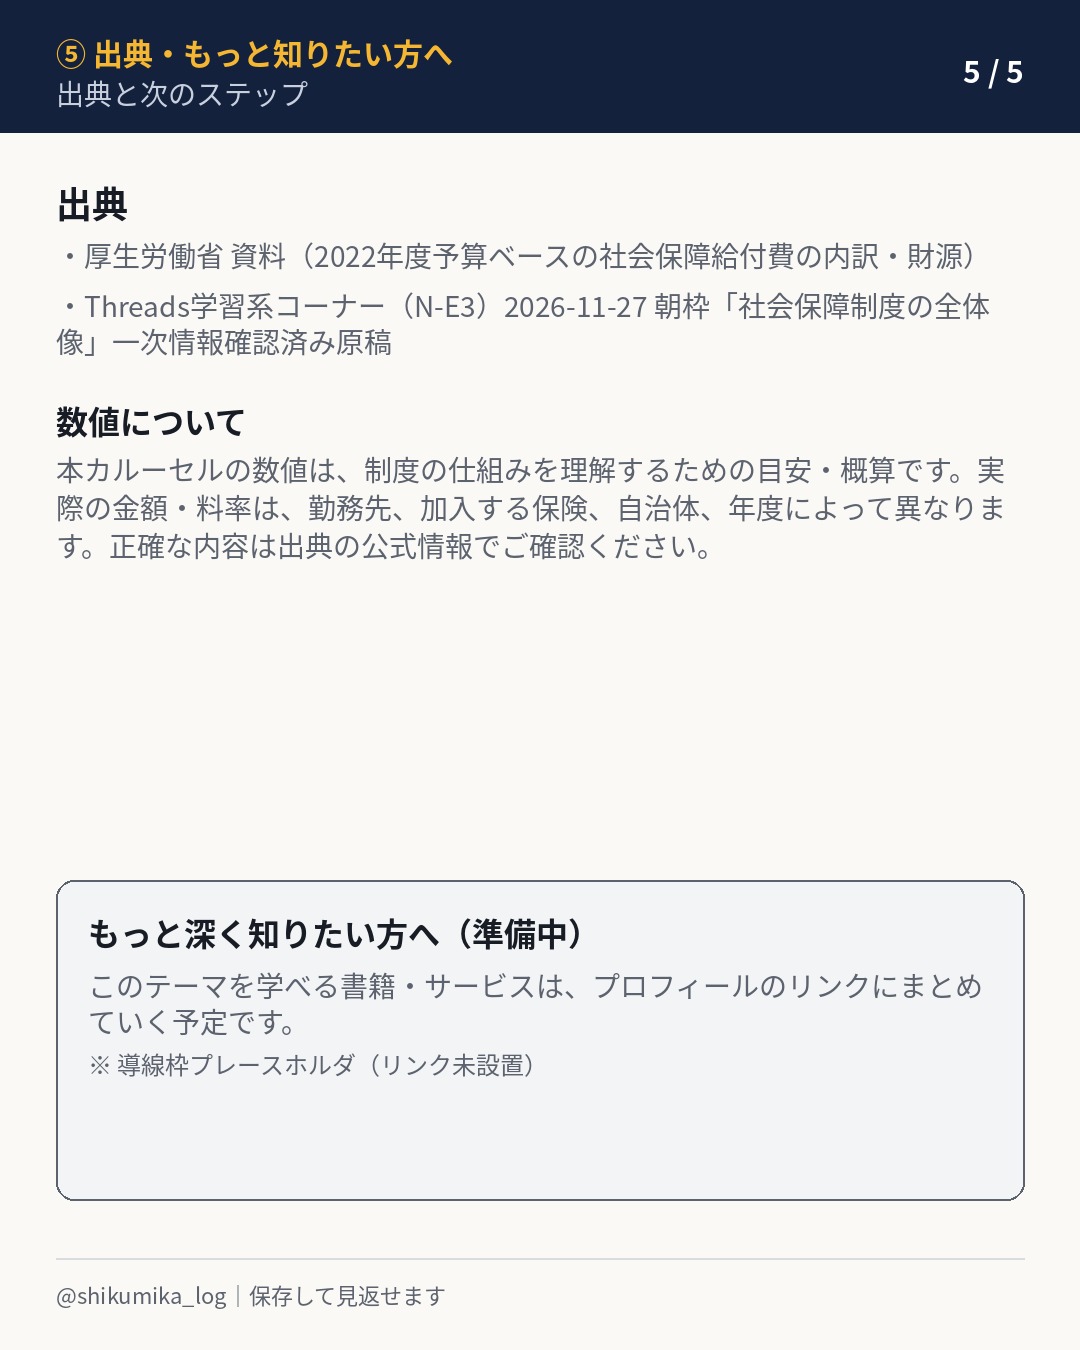 ⑤ 出典・もっと知りたい方へ
出典と次のステップ
5 / 5
出典
・厚生労働省 資料（2022年度予算ベースの社会保障給付費の内訳・財源）
・Threads学習系コーナー（N-E3）2026-11-27 朝枠「社会保障制度の全体
像」一次情報確認済み原稿
数値について
本カルーセルの数値は、制度の仕組みを理解するための目安・概算です。実
際の金額・料率は、勤務先、加入する保険、自治体、年度によって異なりま
す。正確な内容は出典の公式情報でご確認ください。
もっと深く知りたい方へ（準備中）
このテーマを学べる書籍・サービスは、プロフィールのリンクにまとめ
ていく予定です。
※ 導線枠プレースホルダ（リンク未設置）
@shikumika_log｜保存して見返せます